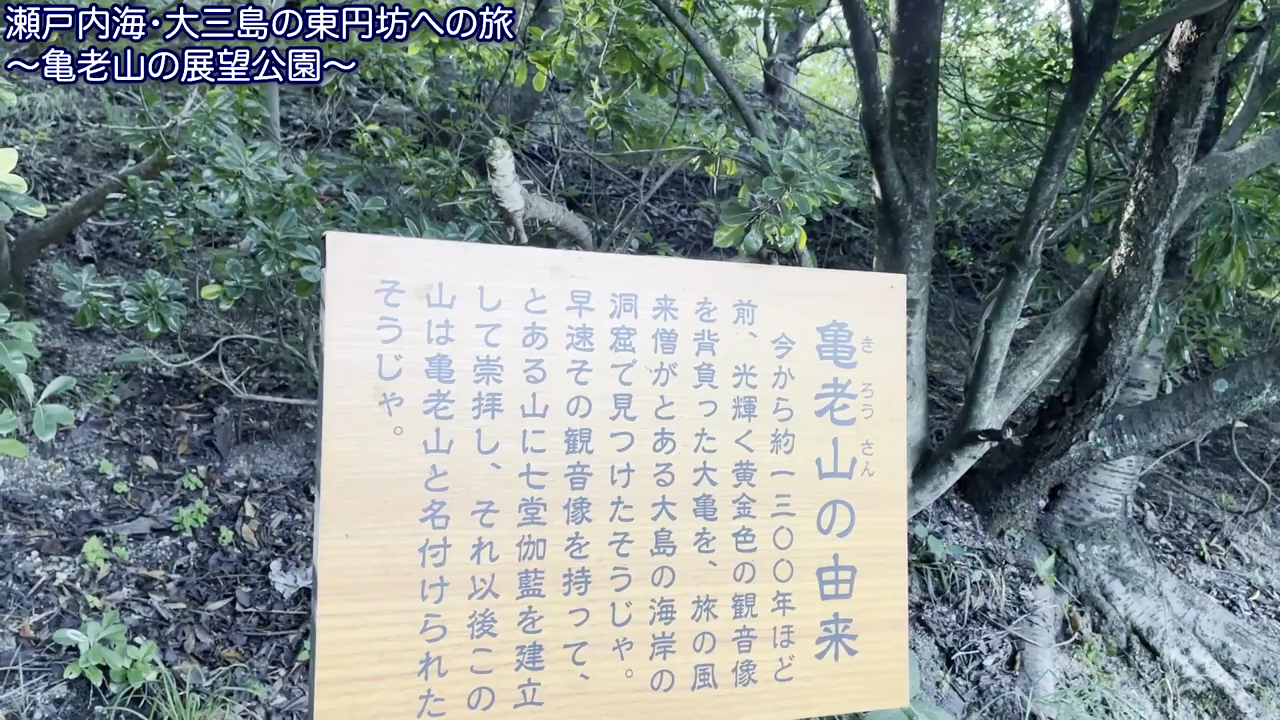 瀬戸内海・大三島の東円坊への旅
～亀老山の展望公園～
亀老山の由来
き ろう さん
今から約一三〇〇年ほど
前、光輝く黄金色の観音像
を背負った大亀を、旅の風
来僧がとある大島の海岸の
洞窟で見つけたそうじゃ。
早速その観音像を持って、
とある山に七堂伽藍を建立
して崇拝し、それ以後この
山は亀老山と名付けられた
そうじゃ。